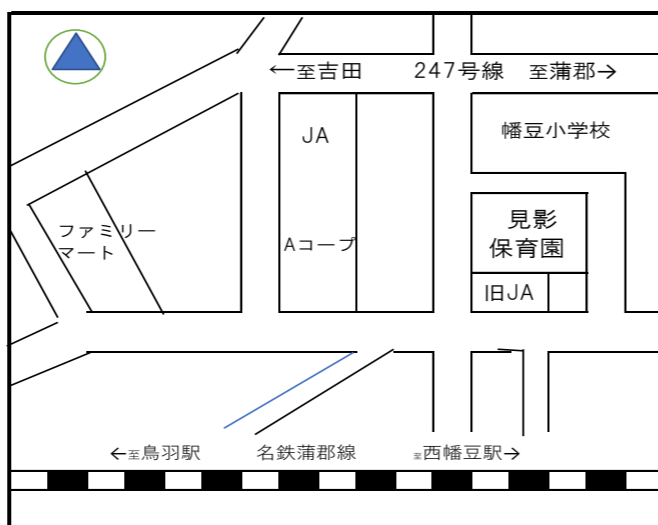 ←至吉田 247号線 至蒲郡→
JA
幡豆小学校
ファミリー
マート
Aコープ
見影
保育園
旧JA
←至鳥羽駅 名鉄蒲郡線 至西幡豆駅→